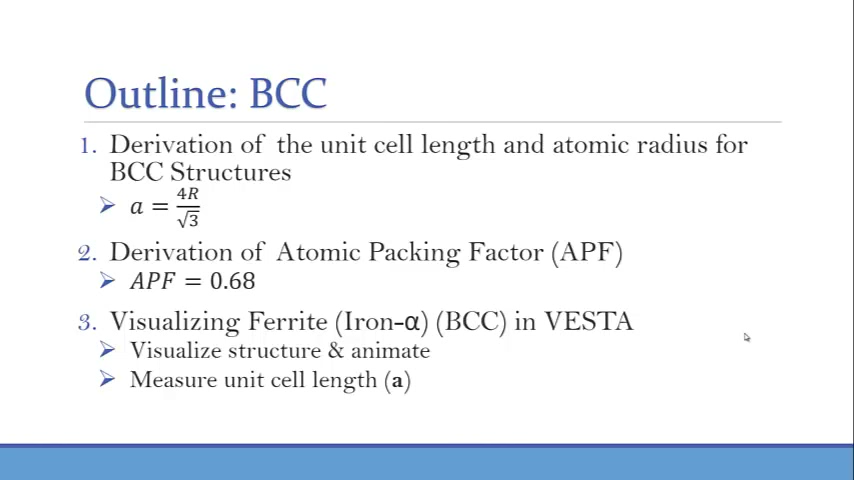 Outline: BCC
1. Derivation of the unit cell length and atomic radius for
BCC Structures
➢ a = 4R/√3
2. Derivation of Atomic Packing Factor (APF)
➢ APF = 0.68
3. Visualizing Ferrite (Iron-α) (BCC) in VESTA
➢ Visualize structure & animate
➢ Measure unit cell length (a)